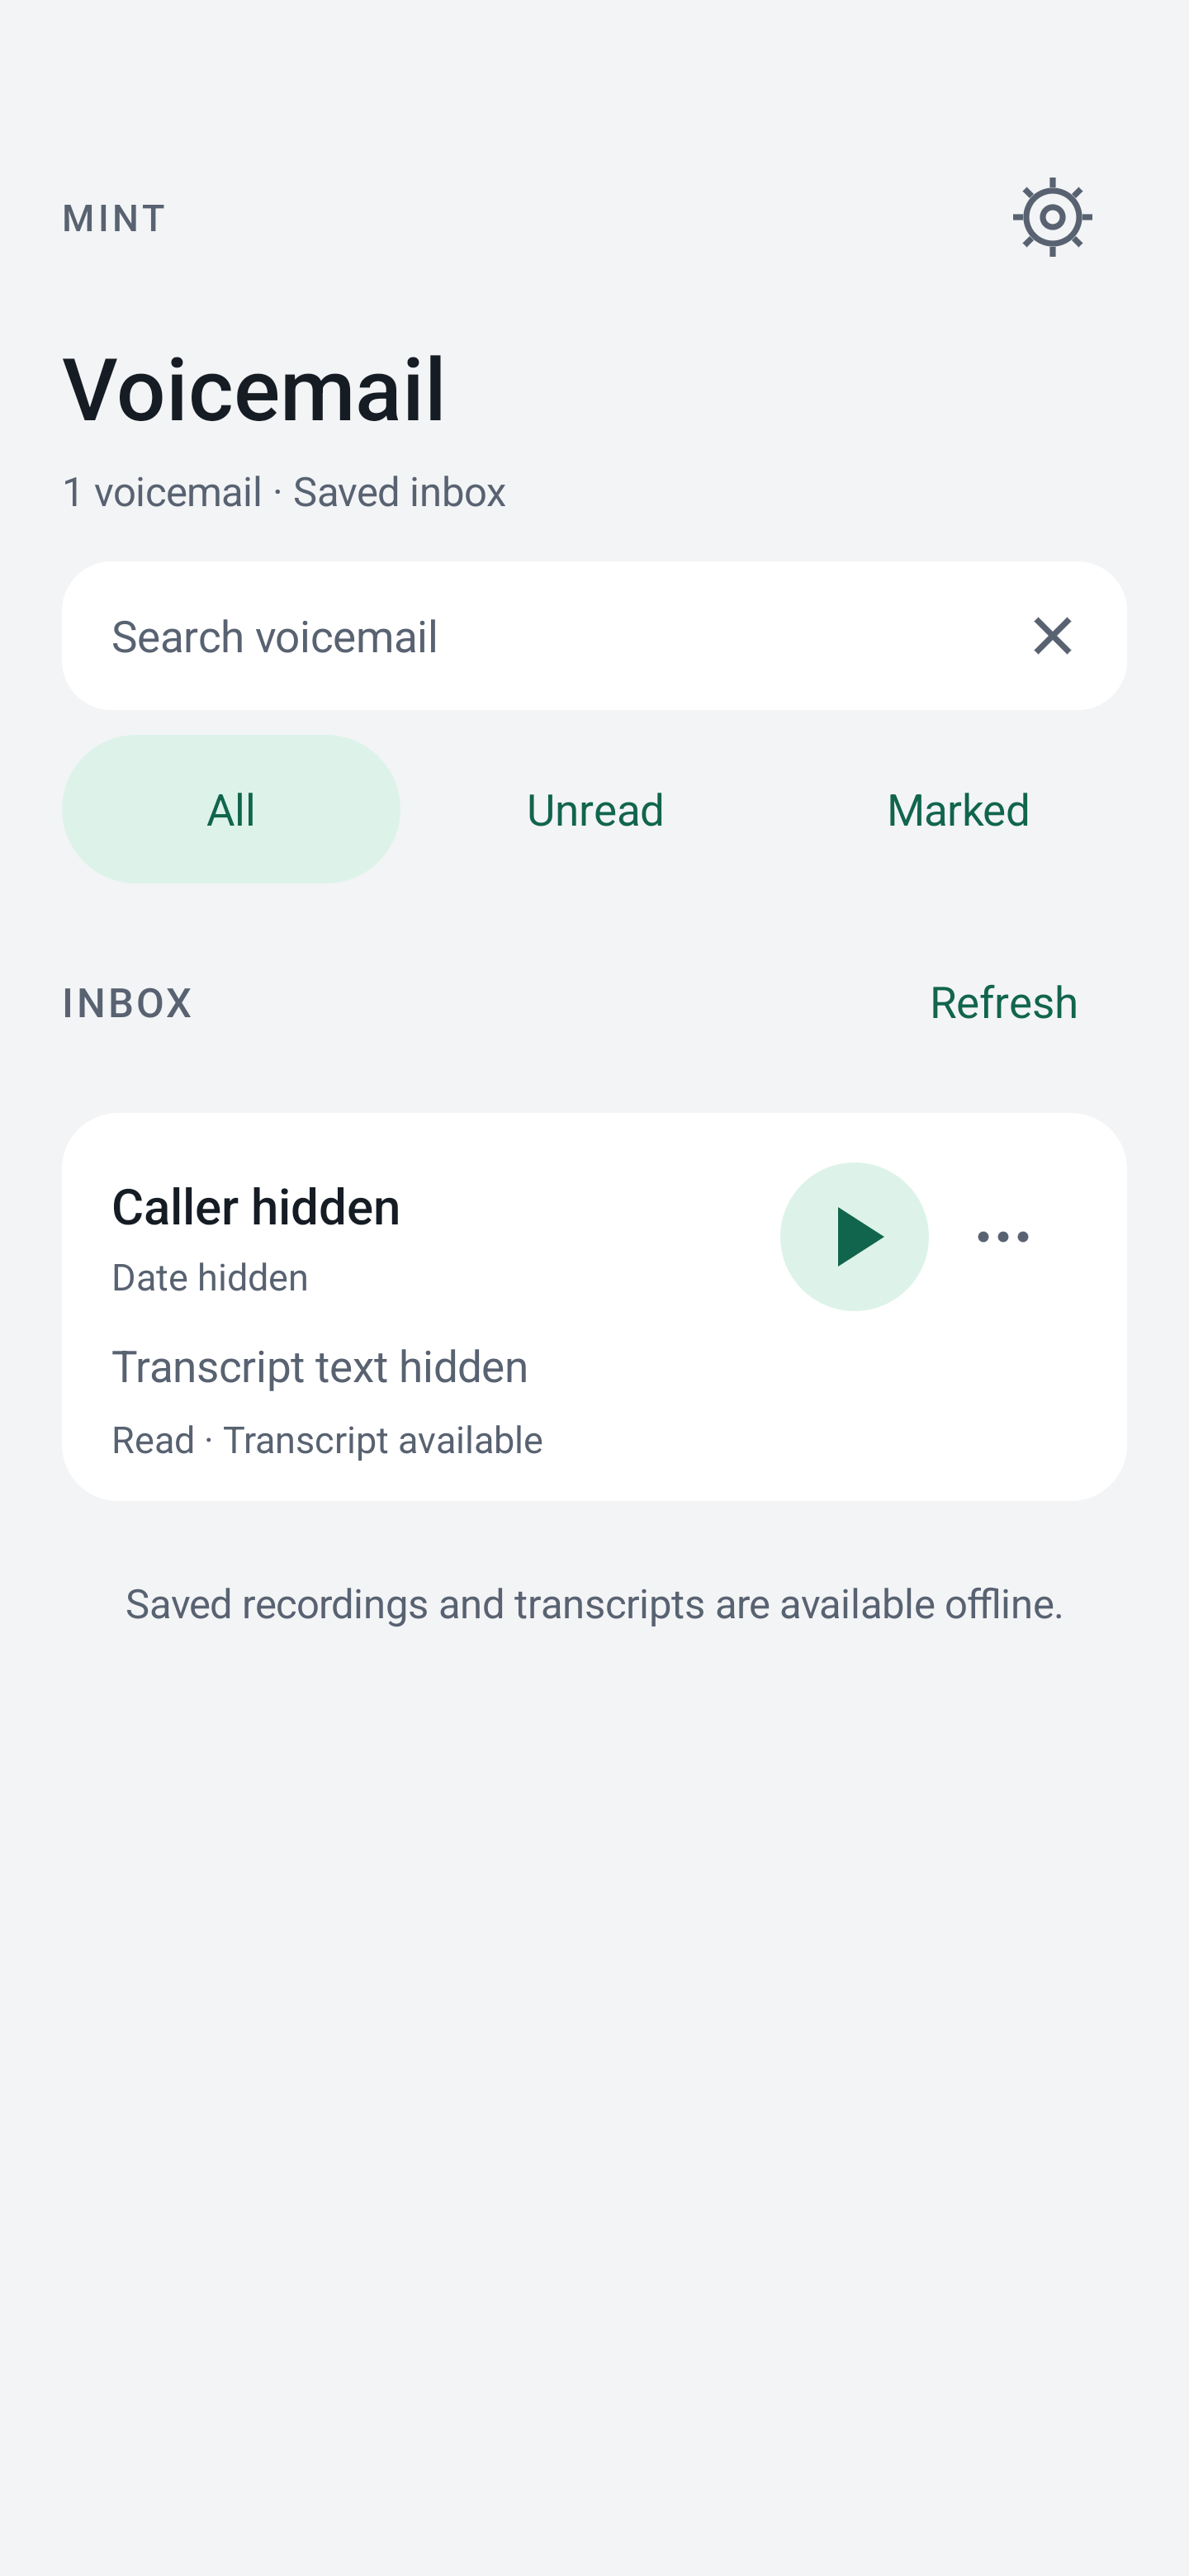 MINT
Voicemail
1 voicemail · Saved inbox
Search voicemail
All
Unread
Marked
INBOX
Refresh
Caller hidden
Date hidden
Transcript text hidden
Read · Transcript available
Saved recordings and transcripts are available offline.